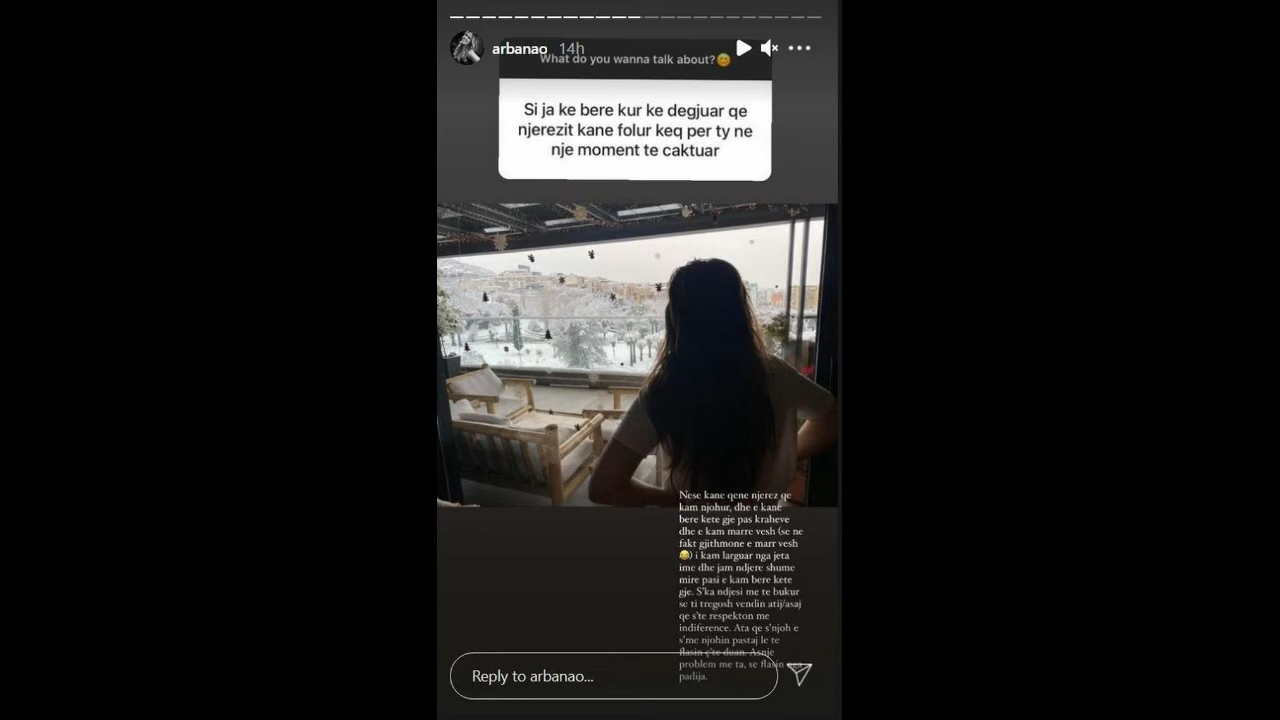 arbanao 14h
What do you wanna talk about?😊
Si ja ke bere kur ke degjuar qe
njerezit kane folur keq per ty ne
nje moment te caktuar
Nese kane qene njerez qe
kam njohur, dhe e kane
bere kete gje pas kraheve
dhe e kam marre vesh (se ne
fakt gjithmone e marr vesh
😂) i kam larguar nga jeta
ime dhe jam ndjere shume
mire pasi e kam bere kete
gje. S'ka ndjesi me te bukur
se ti tregosh vendin atij/asaj
qe s'te respekton me
indiference. Ata qe s'njoh e
s'me njohin pastaj le te
flasin ç'te duan. Asnje
problem me ta, se flasin nga
padija.
Reply to arbanao...